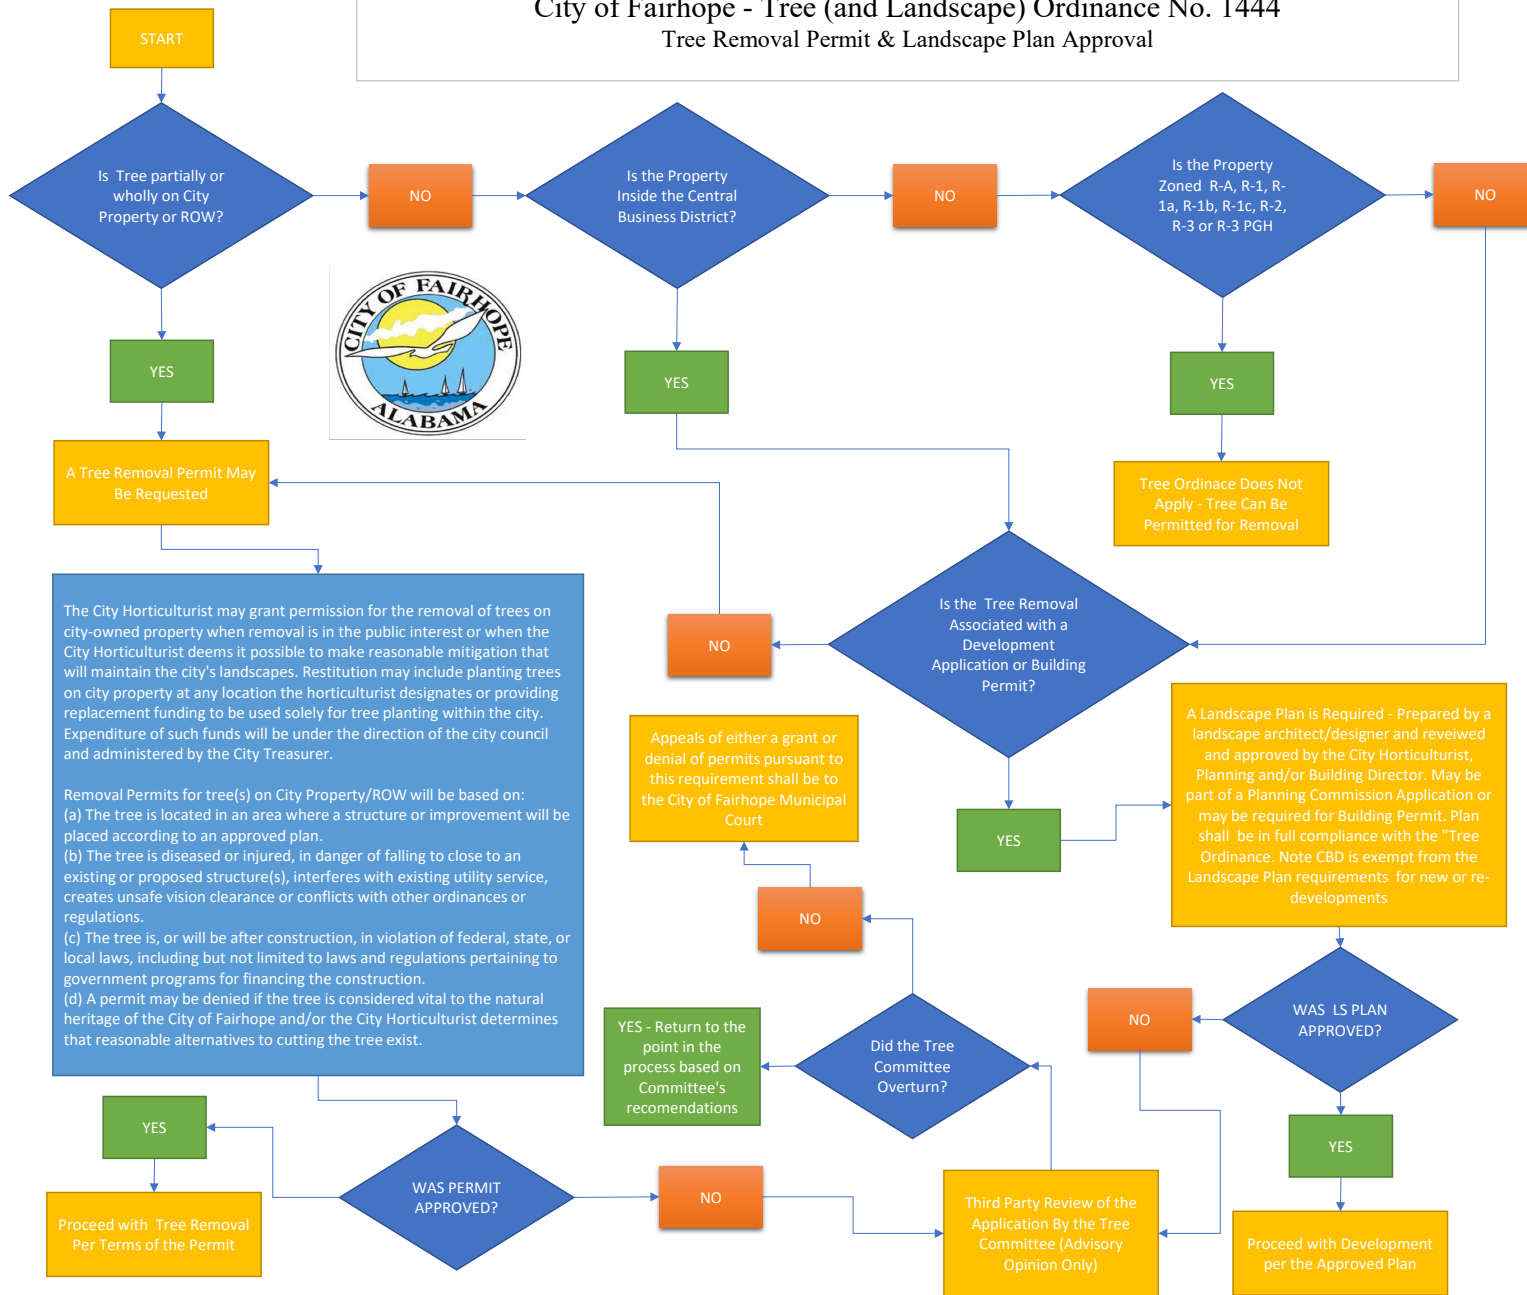 City of Fairhope - Tree (and Landscape) Ordinance No. 1444
Tree Removal Permit & Landscape Plan Approval
START
Is Tree partially or
wholly on City
Property or ROW?
NO
Is the Property
Inside the Central
Business District?
NO
Is the Property
Zoned R-A, R-1, R-
1a, R-1b, R-1c, R-2,
R-3 or R-3 PGH
NO
CITY OF FAIRHOPE
ALABAMA
YES
YES
YES
A Tree Removal Permit May
Be Requested
Tree Ordinace Does Not
Apply - Tree Can Be
Permitted for Removal
The City Horticulturist may grant permission for the removal of trees on
city-owned property when removal is in the public interest or when the
City Horticulturist deems it possible to make reasonable mitigation that
will maintain the city's landscapes. Restitution may include planting trees
on city property at any location the horticulturist designates or providing
replacement funding to be used solely for tree planting within the city.
Expenditure of such funds will be under the direction of the city council
and administered by the City Treasurer.
Removal Permits for tree(s) on City Property/ROW will be based on:
(a) The tree is located in an area where a structure or improvement will be
placed according to an approved plan.
(b) The tree is diseased or injured, in danger of falling to close to an
existing or proposed structure(s), interferes with existing utility service,
creates unsafe vision clearance or conflicts with other ordinances or
regulations.
(c) The tree is, or will be after construction, in violation of federal, state, or
local laws, including but not limited to laws and regulations pertaining to
government programs for financing the construction.
(d) A permit may be denied if the tree is considered vital to the natural
heritage of the City of Fairhope and/or the City Horticulturist determines
that reasonable alternatives to cutting the tree exist.
NO
Is the Tree Removal
Associated with a
Development
Application or Building
Permit?
Appeals of either a grant or
denial of permits pursuant to
this requirement shall be to
the City of Fairhope Municipal
Court
YES
A Landscape Plan is Required - Prepared by a
landscape architect/designer and reveiwed
and approved by the City Horticulturist,
Planning and/or Building Director. May be
part of a Planning Commission Application or
may be required for Building Permit. Plan
shall be in full compliance with the "Tree
Ordinance. Note CBD is exempt from the
Landscape Plan requirements for new or re-
developments
NO
YES - Return to the
point in the
process based on
Committee's
recomendations
Did the Tree
Committee
Overturn?
NO
WAS LS PLAN
APPROVED?
YES
WAS PERMIT
APPROVED?
NO
YES
Proceed with Tree Removal
Per Terms of the Permit
Third Party Review of the
Application By the Tree
Committee (Advisory
Opinion Only)
Proceed with Development
per the Approved Plan